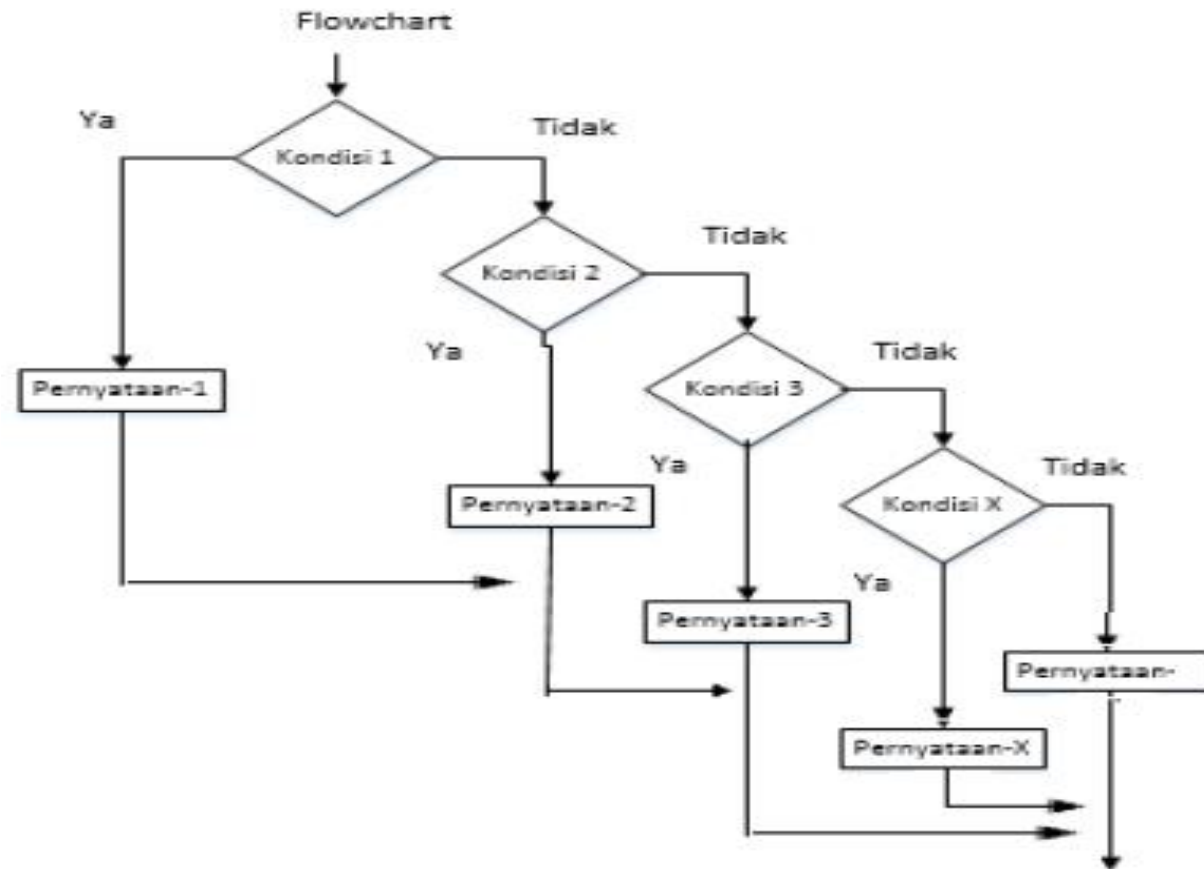 Flowchart
Ya
Tidak
Kondisi 1
Tidak
Kondisi 2
Ya
Tidak
Pernyataan-1
Kondisi 3
Ya
Tidak
Pernyataan-2
Kondisi X
Ya
Pernyataan-3
Pernyataan-
Pernyataan-X